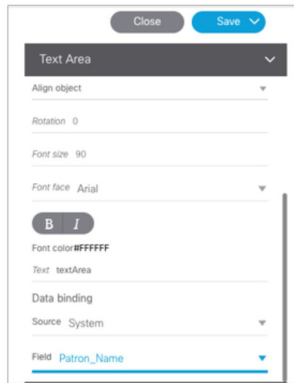 Close Save
Text Area
Align object
Rotation 0
Font size 90
Font face Arial
B I
Font color#FFFFFF
Text textArea
Data binding
Source System
Field Patron_Name